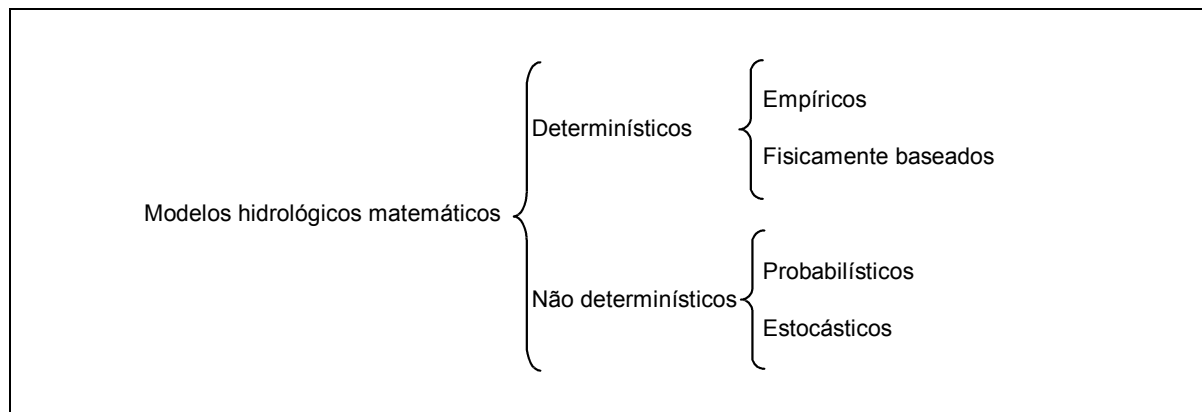 Empíricos
Determinísticos
Fisicamente baseados
Modelos hidrológicos matemáticos
Probabilísticos
Não determinísticos
Estocásticos